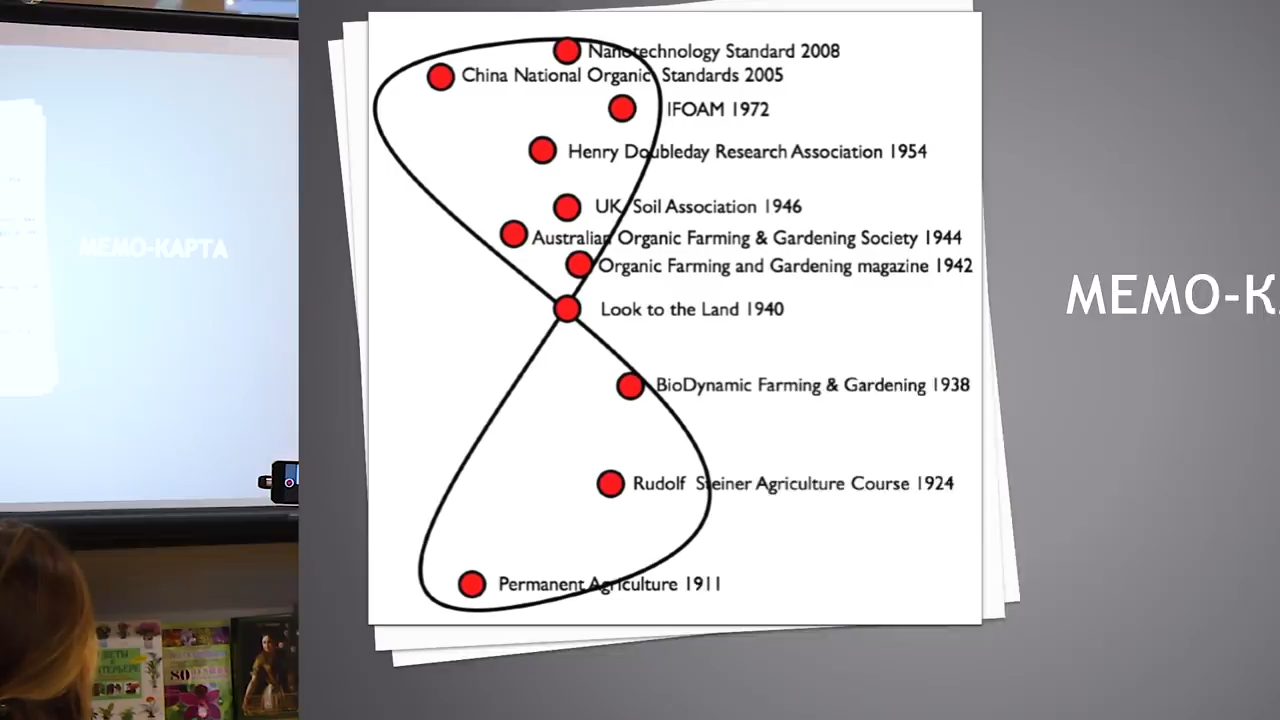 Nanotechnology Standard 2008
China National Organic Standards 2005
IFOAM 1972
Henry Doubleday Research Association 1954
UK Soil Association 1946
Australian Organic Farming & Gardening Society 1944
Organic Farming and Gardening magazine 1942
Look to the Land 1940
BioDynamic Farming & Gardening 1938
Rudolf Steiner Agriculture Course 1924
Permanent Agriculture 1911
МЕМО-К
МЕМО-КАРТА
80